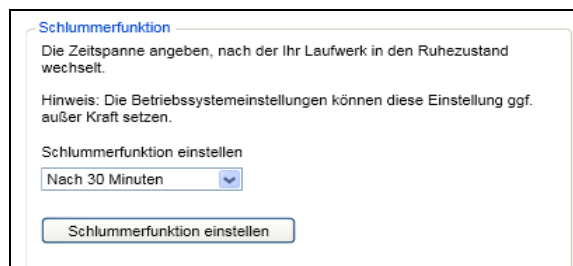 Schlummerfunktion
Die Zeitspanne angeben, nach der Ihr Laufwerk in den Ruhezustand
wechselt.
Hinweis: Die Betriebssystemeinstellungen können diese Einstellung ggf.
außer Kraft setzen.
Schlummerfunktion einstellen
Nach 30 Minuten
Schlummerfunktion einstellen